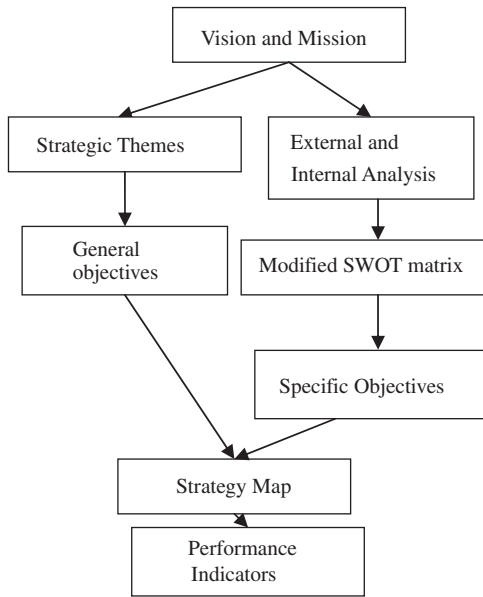 Vision and Mission
Strategic Themes
External and
Internal Analysis
General
objectives
Modified SWOT matrix
Specific Objectives
Strategy Map
Performance
Indicators